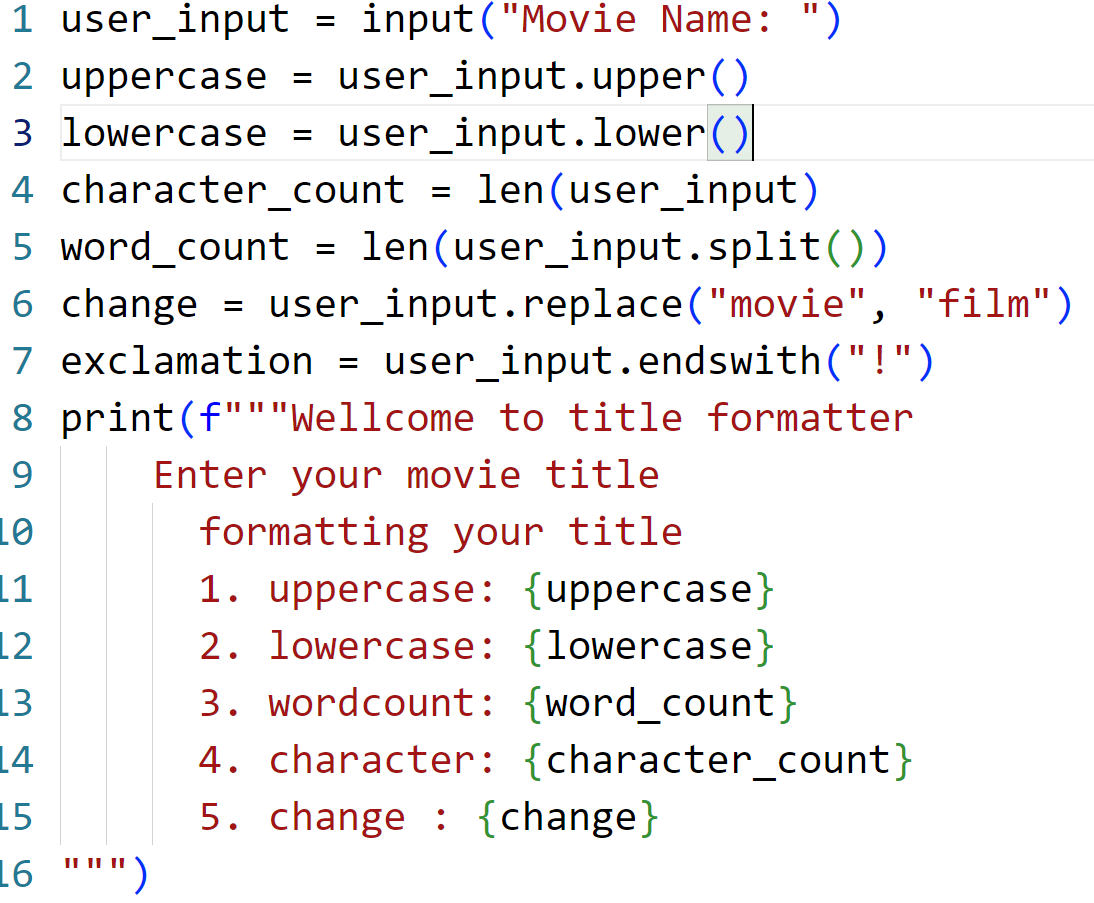 1 user_input = input("Movie Name: ")
2 uppercase = user_input.upper()
3 lowercase = user_input.lower()
4 character_count = len(user_input)
5 word_count = len(user_input.split())
6 change = user_input.replace("movie", "film")
7 exclamation = user_input.endswith("!")
8 print(f"""Wellcome to title formatter
9     Enter your movie title
10       formatting your title
11       1. uppercase: {uppercase}
12       2. lowercase: {lowercase}
13       3. wordcount: {word_count}
14       4. character: {character_count}
15       5. change : {change}
16 """)